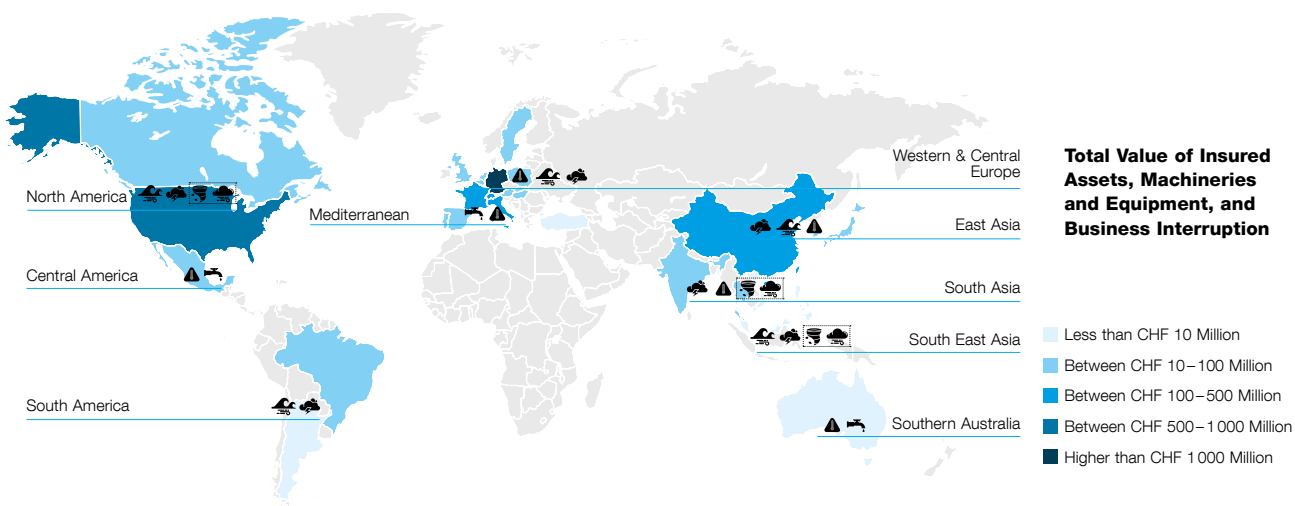 Western & Central
Europe
Total Value of Insured
Assets, Machineries
and Equipment, and
Business Interruption
North America
Mediterranean
East Asia
Central America
South Asia
South East Asia
South America
Southern Australia
Less than CHF 10 Million
Between CHF 10–100 Million
Between CHF 100–500 Million
Between CHF 500–1 000 Million
Higher than CHF 1 000 Million